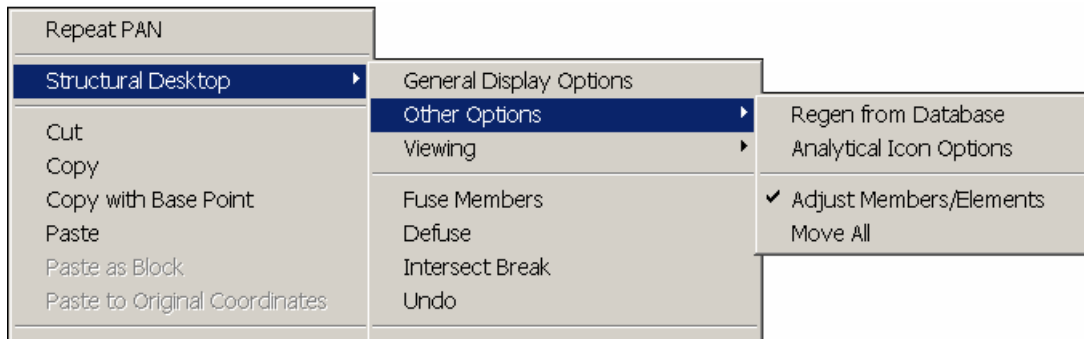 Repeat PAN
Structural Desktop
Cut
Copy
Copy with Base Point
Paste
Paste as Block
Paste to Original Coordinates
General Display Options
Other Options
Viewing
Fuse Members
Defuse
Intersect Break
Undo
Regen from Database
Analytical Icon Options
Adjust Members/Elements
Move All